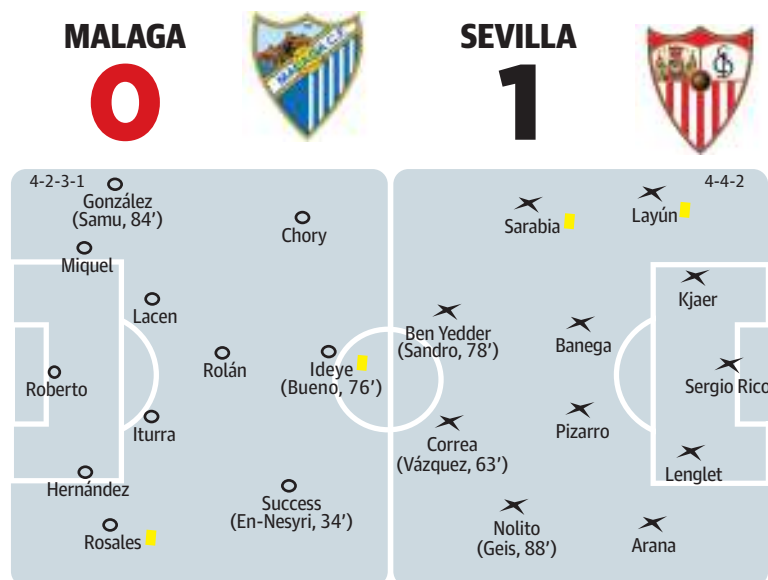 MALAGA
0
MALAGA C.F.
SEVILLA
1
4-2-3-1
González
(Samu, 84’)
Miquel
Chory
Lacen
Rolán
Ideye
(Bueno, 76’)
Roberto
Iturra
Hernández
Success
(En-Nesyri, 34’)
Rosales
4-4-2
Sarabia
Layún
Kjaer
Ben Yedder
(Sandro, 78’)
Banega
Sergio Rico
Pizarro
Correa
(Vázquez, 63’)
Lenglet
Nolito
(Geis, 88’)
Arana